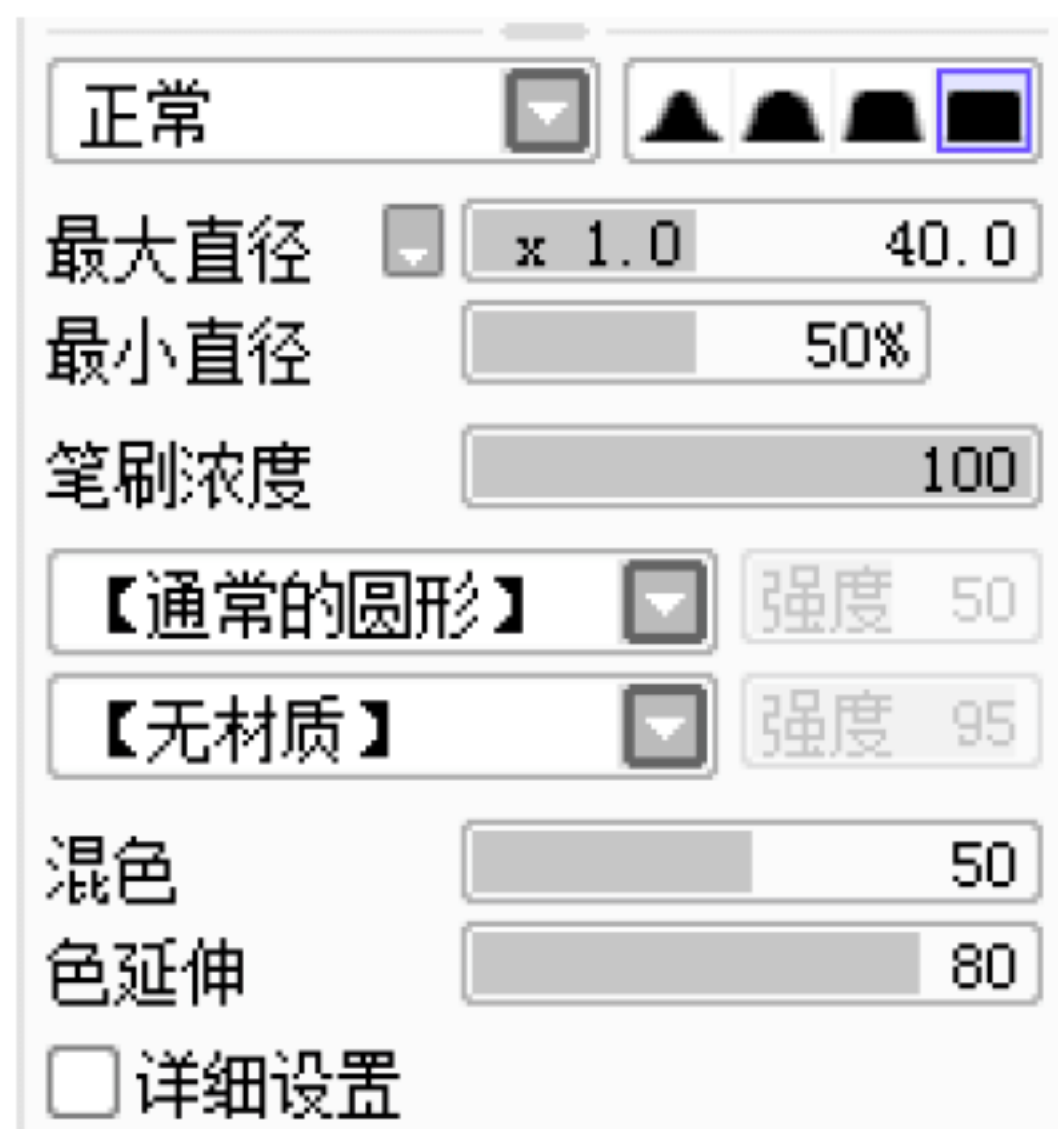 正常
最大直径 x 1.0 40.0
最小直径 50%
笔刷浓度 100
【通常的圆形】 强度 50
【无材质】 强度 95
混色 50
色延伸 80
详细设置